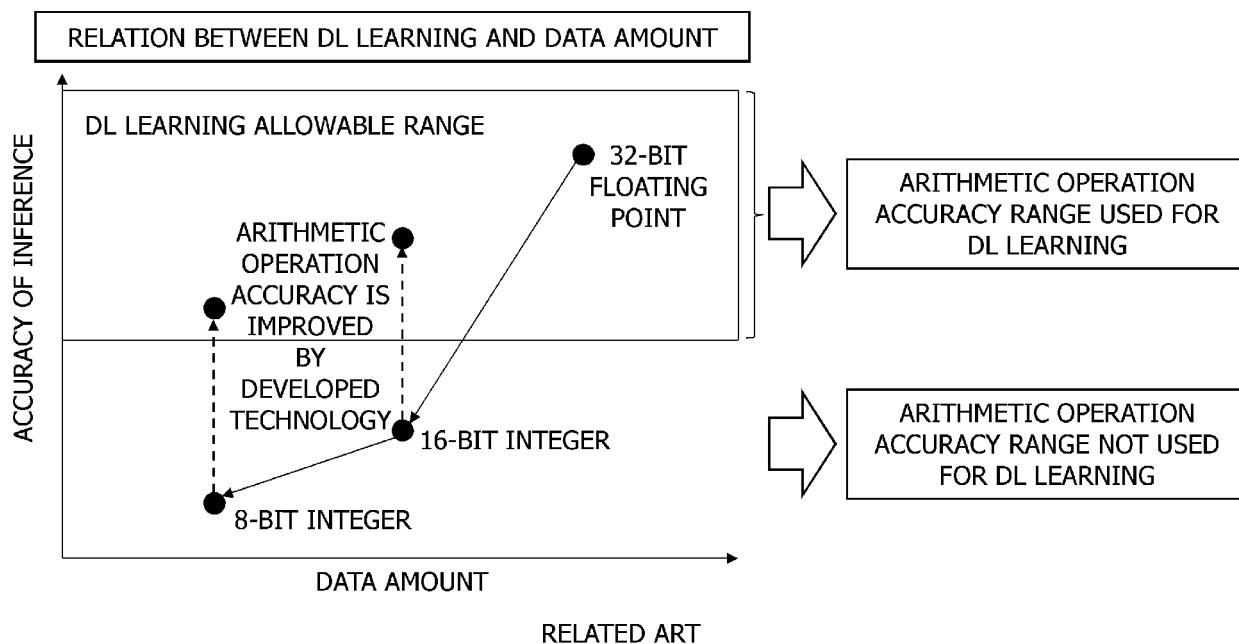 RELATION BETWEEN DL LEARNING AND DATA AMOUNT
ACCURACY OF INFERENCE
DL LEARNING ALLOWABLE RANGE
32-BIT
FLOATING
POINT
ARITHMETIC
OPERATION
ACCURACY IS
IMPROVED
BY
DEVELOPED
TECHNOLOGY
16-BIT INTEGER
8-BIT INTEGER
DATA AMOUNT
ARITHMETIC OPERATION
ACCURACY RANGE USED FOR
DL LEARNING
ARITHMETIC OPERATION
ACCURACY RANGE NOT USED
FOR DL LEARNING
RELATED ART